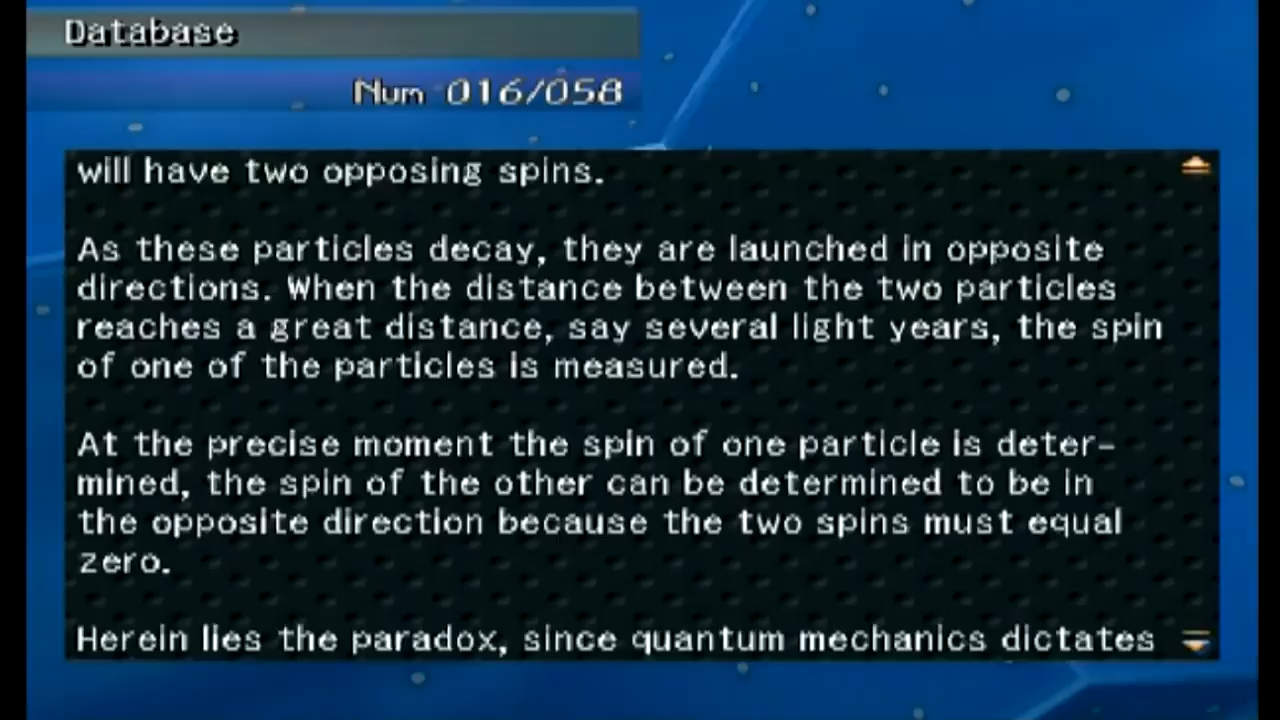 Database
Num 016/058
will have two opposing spins.
As these particles decay, they are launched in opposite
directions. When the distance between the two particles
reaches a great distance, say several light years, the spin
of one of the particles is measured.
At the precise moment the spin of one particle is deter-
mined, the spin of the other can be determined to be in
the opposite direction because the two spins must equal
zero.
Herein lies the paradox, since quantum mechanics dictates